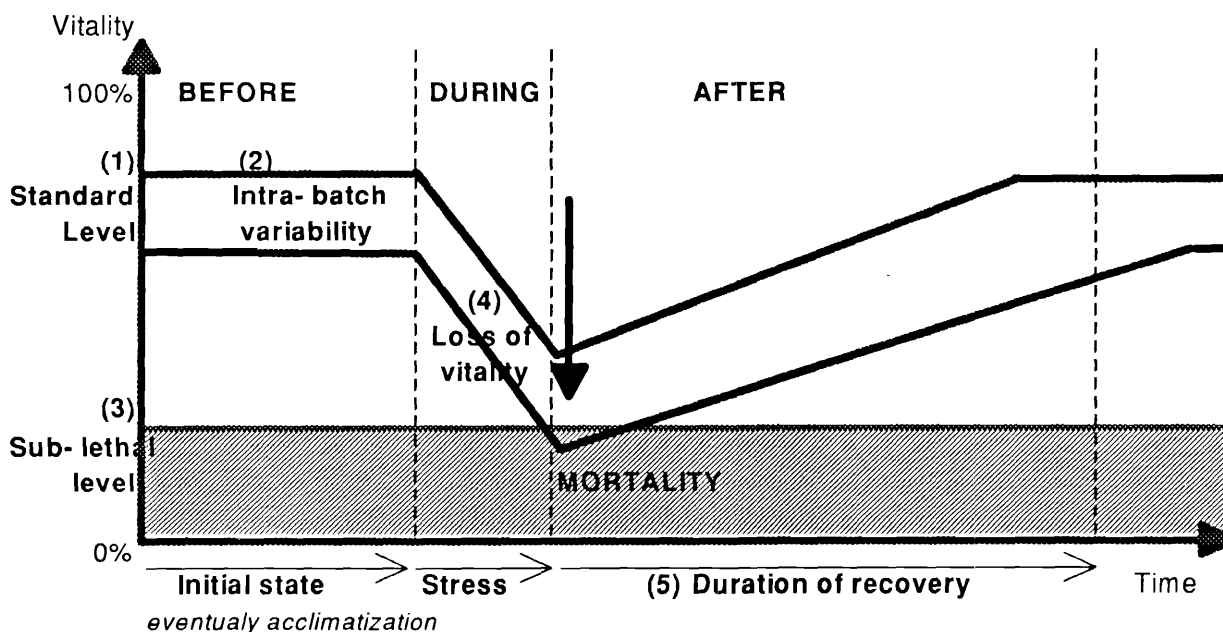 Vitality
100%
BEFORE
DURING
AFTER
(1)
Standard
Level
(2)
Intra- batch
variability
(4)
Loss of
vitality
(3)
Sub- lethal
level
MORTALITY
0%
Initial state
Stress
(5) Duration of recovery
Time
eventualy acclimatization